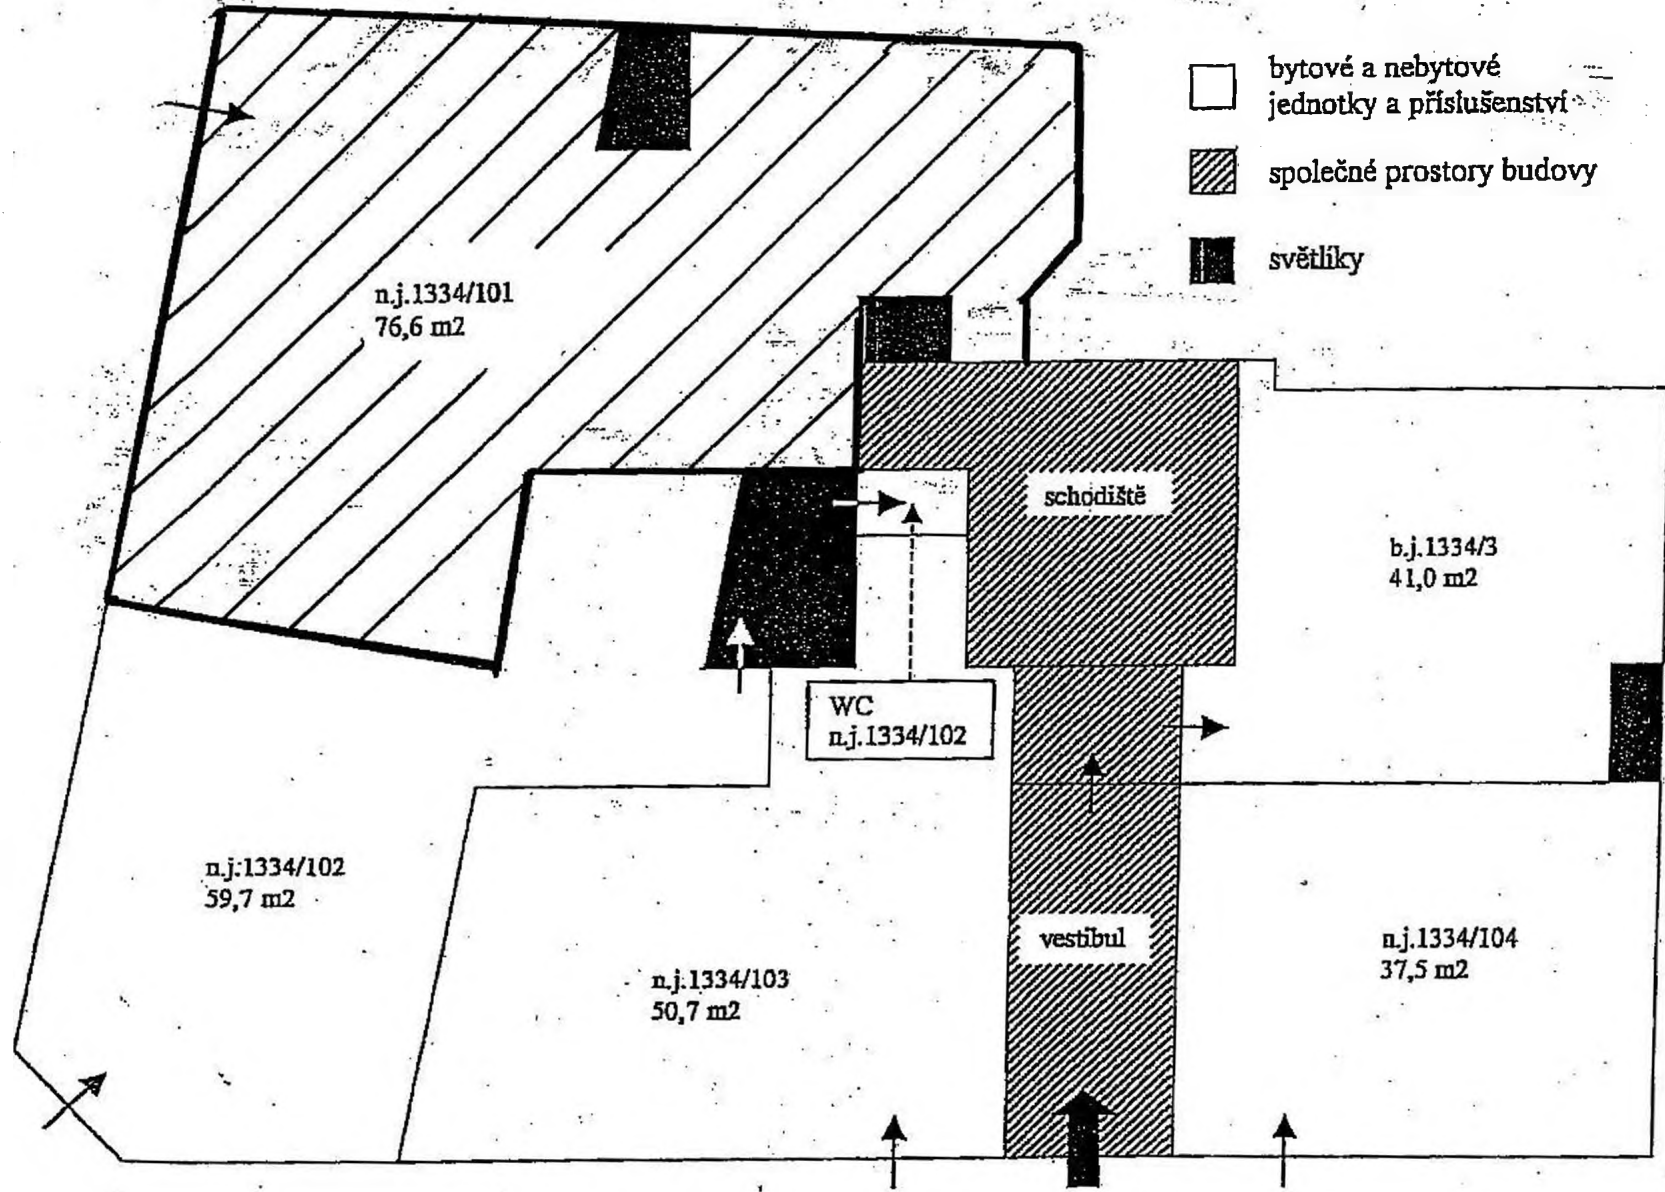 bytové a nebytové
jednotky a příslušenství
společné prostory budovy
světlíky
n.j.1334/101
76,6 m2
schodiště
b.j.1334/3
41,0 m2
WC
n.j.1334/102
n.j.1334/102
59,7 m2
vestibul
n.j.1334/104
37,5 m2
n.j.1334/103
50,7 m2